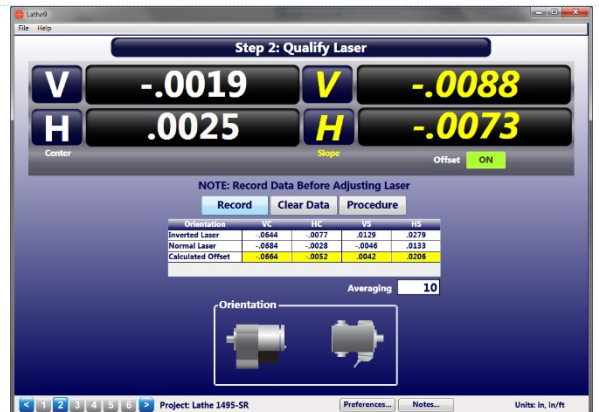 Lathe9
File Help
Step 2: Qualify Laser
V -.0019 V -.0088
H .0025 H -.0073
Center Slope Offset ON
NOTE: Record Data Before Adjusting Laser
Record Clear Data Procedure
Orientation VC HC VS HS
Inverted Laser -.0644 -.0077 .0129 .0279
Normal Laser -.0684 -.0028 -.0046 .0133
Calculated Offset -.0664 -.0052 .0042 .0206
Averaging 10
Orientation
< 1 2 3 4 5 6 > Project: Lathe 1495-SR Preferences... Notes... Units: in, in/ft